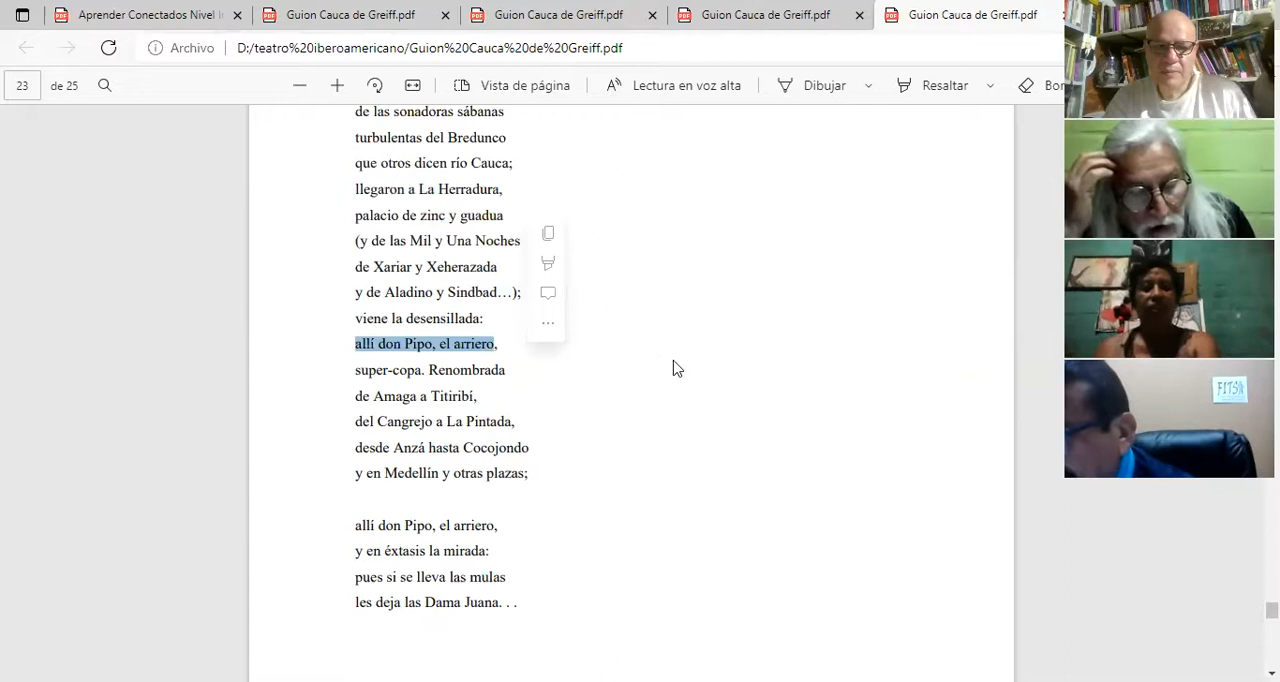 Aprender Conectados Nivel I
Guion Cauca de Greiff.pdf
Guion Cauca de Greiff.pdf
Guion Cauca de Greiff.pdf
Guion Cauca de Greiff.pdf
Archivo
D:/teatro%20iberoamericano/Guion%20Cauca%20de%20Greiff.pdf
23
de 25
Vista de página
Lectura en voz alta
Dibujar
Resaltar
Bor
de las sonadoras sábanas
turbulentas del Bredunco
que otros dicen río Cauca;
llegaron a La Herradura,
palacio de zinc y guadua
(y de las Mil y Una Noches
de Xariar y Xeherazada
y de Aladino y Sindbad…);
viene la desensillada:
allí don Pipo, el arriero,
super-copa. Renombrada
de Amaga a Titiribí,
del Cangrejo a La Pintada,
desde Anzá hasta Cocojondo
y en Medellín y otras plazas;
allí don Pipo, el arriero,
y en éxtasis la mirada:
pues si se lleva las mulas
les deja las Dama Juana. . .